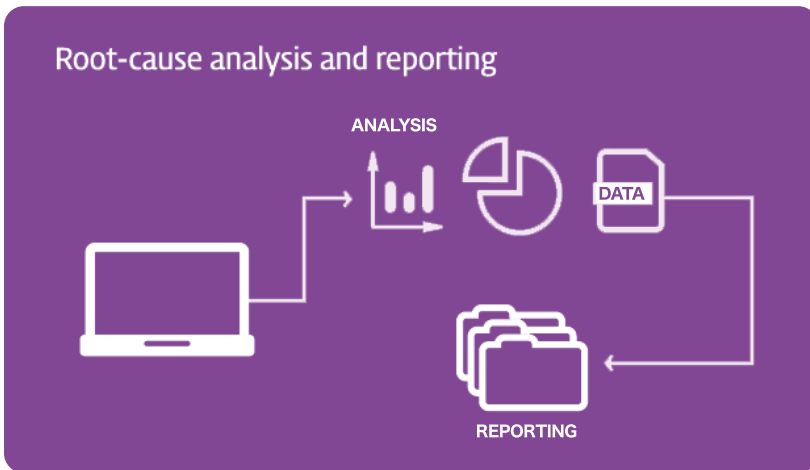 Root-cause analysis and reporting
ANALYSIS
DATA
REPORTING